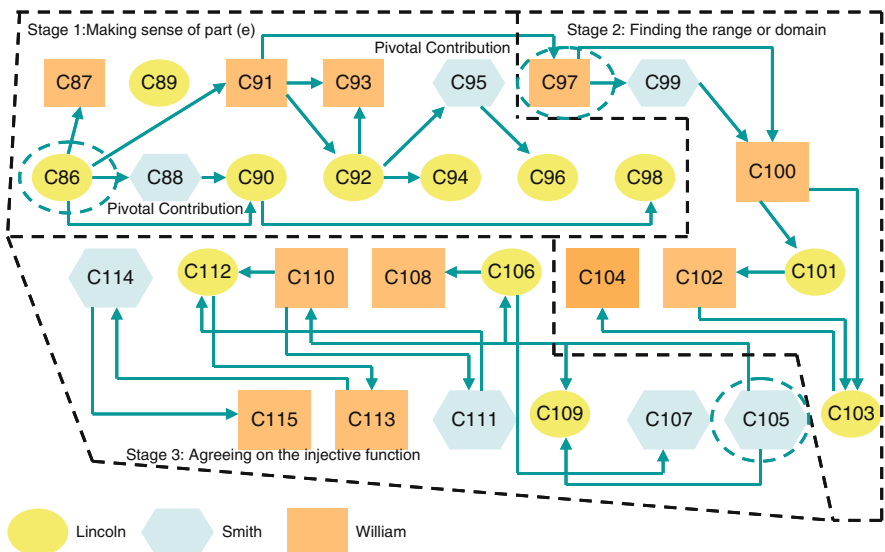 Stage 1:Making sense of part (e)
Stage 2: Finding the range or domain
Pivotal Contribution
C87
C89
C91
C93
C95
C97
C99
C86
C88
C90
C92
C94
C96
C98
C100
Pivotal Contribution
C114
C112
C110
C108
C106
C104
C102
C101
C115
C113
C111
C109
C107
C105
C103
Stage 3: Agreeing on the injective function
Lincoln
Smith
William